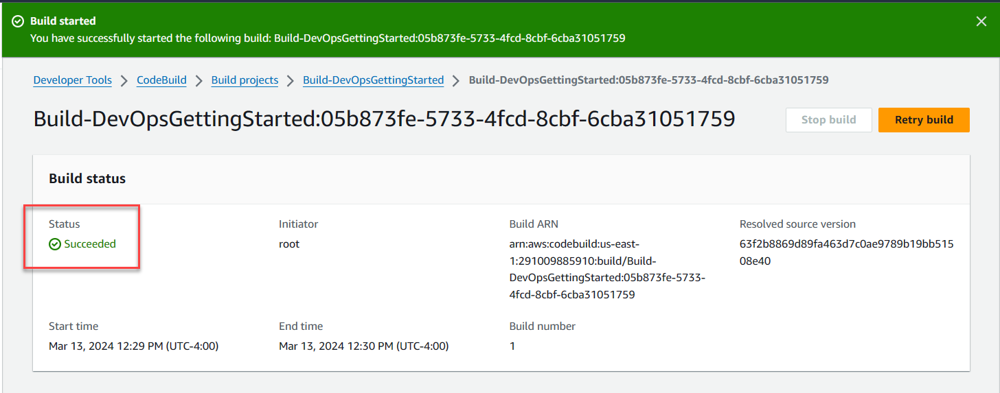 Build started
You have successfully started the following build: Build-DevOpsGettingStarted:05b873fe-5733-4fcd-8cbf-6cba31051759
Developer Tools > CodeBuild > Build projects > Build-DevOpsGettingStarted > Build-DevOpsGettingStarted:05b873fe-5733-4fcd-8cbf-6cba31051759
Build-DevOpsGettingStarted:05b873fe-5733-4fcd-8cbf-6cba31051759
Stop build
Retry build
Build status
Status
Succeeded
Initiator
root
Build ARN
arn:aws:codebuild:us-east-
1:291009885910:build/Build-
DevOpsGettingStarted:05b873fe-5733-
4fcd-8cbf-6cba31051759
Resolved source version
63f2b8869d89fa463d7c0ae9789b19bb515
08e40
Start time
Mar 13, 2024 12:29 PM (UTC-4:00)
End time
Mar 13, 2024 12:30 PM (UTC-4:00)
Build number
1